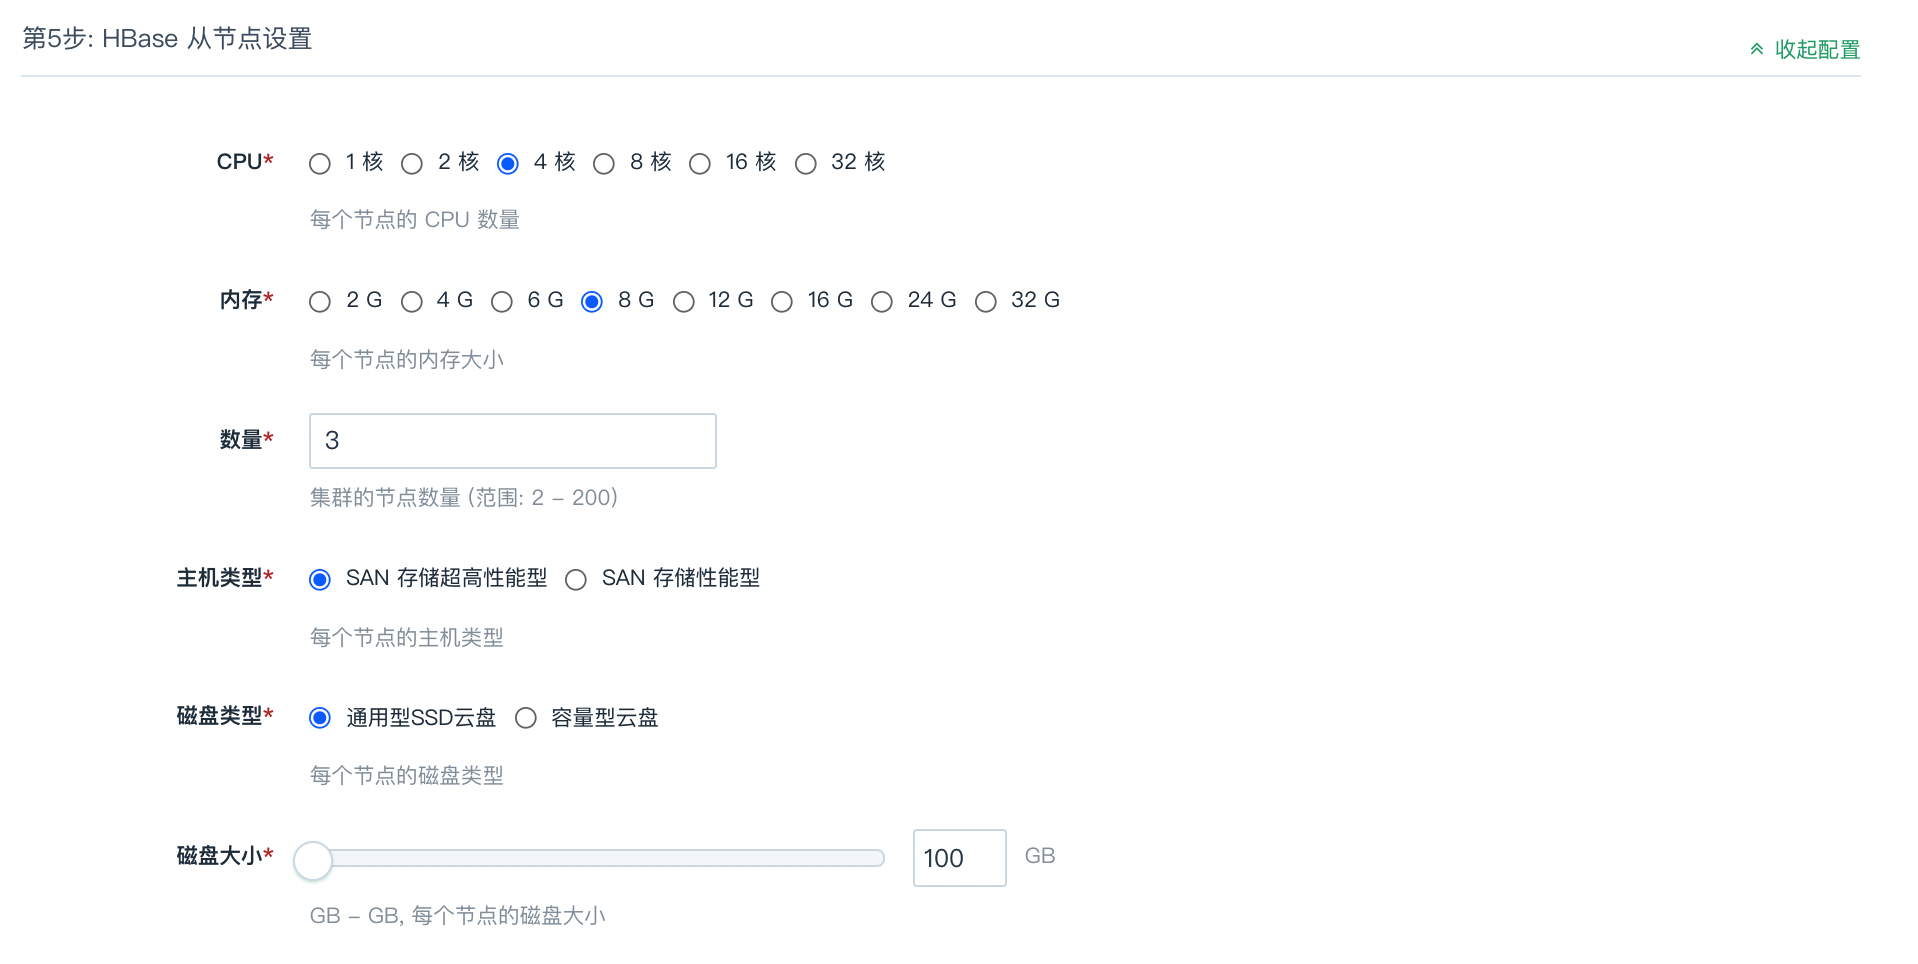 第5步: HBase 从节点设置
收起配置
CPU* 1 核 2 核 4 核 8 核 16 核 32 核
每个节点的 CPU 数量
内存* 2 G 4 G 6 G 8 G 12 G 16 G 24 G 32 G
每个节点的内存大小
数量* 3
集群的节点数量 (范围: 2 – 200)
主机类型* SAN 存储超高性能型 SAN 存储性能型
每个节点的主机类型
磁盘类型* 通用型SSD云盘 容量型云盘
每个节点的磁盘类型
磁盘大小* 100 GB
GB – GB, 每个节点的磁盘大小